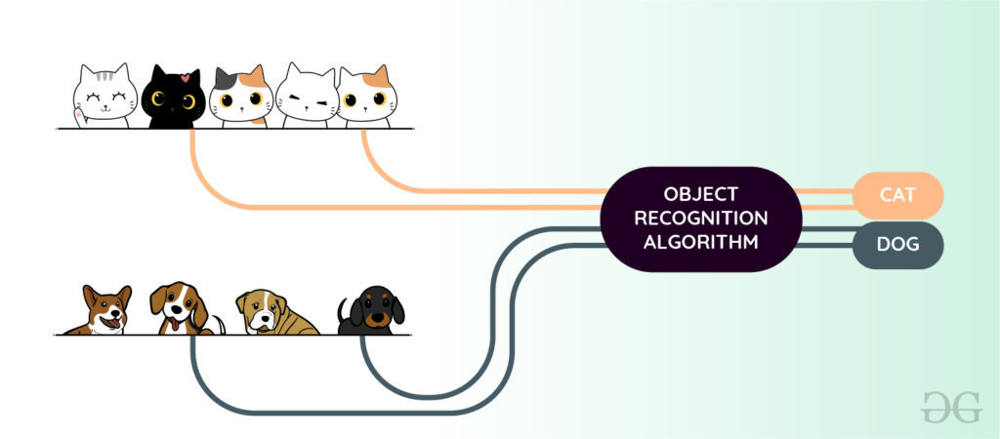 OBJECT
RECOGNITION
ALGORITHM
CAT
DOG